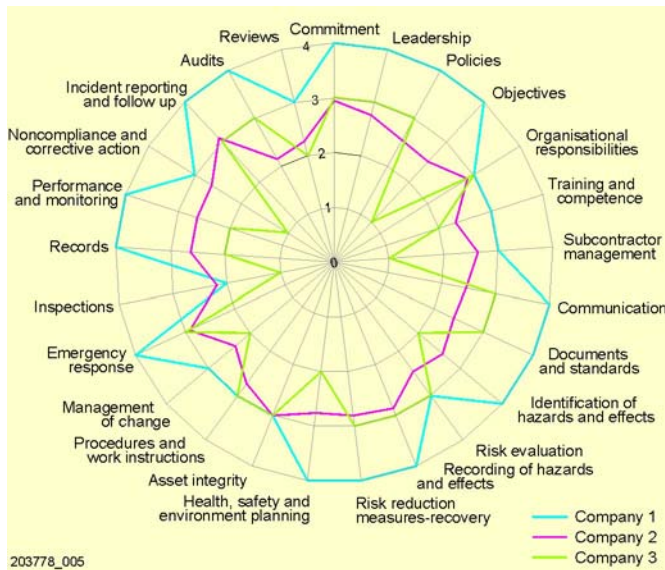 Commitment
Leadership
Policies
Objectives
Organisational
responsibilities
Training and
competence
Subcontractor
management
Communication
Documents
and standards
Identification of
hazards and effects
Risk evaluation
Recording of hazards
and effects
Risk reduction
measures-recovery
Health, safety and
environment planning
Asset integrity
Procedures and
work instructions
Management
of change
Emergency
response
Inspections
Records
Performance
and monitoring
Noncompliance and
corrective action
Incident reporting
and follow up
Audits
Reviews
4
3
2
1
0
Company 1
Company 2
Company 3
203778_005